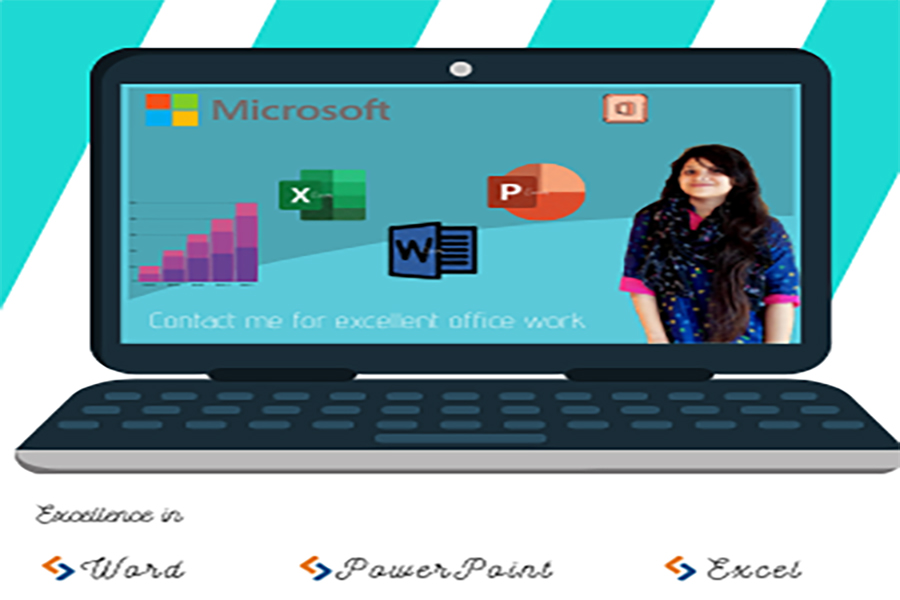 Microsoft
X
P
W
Contact me for excellent office work
Excellence in
Word
PowerPoint
Excel